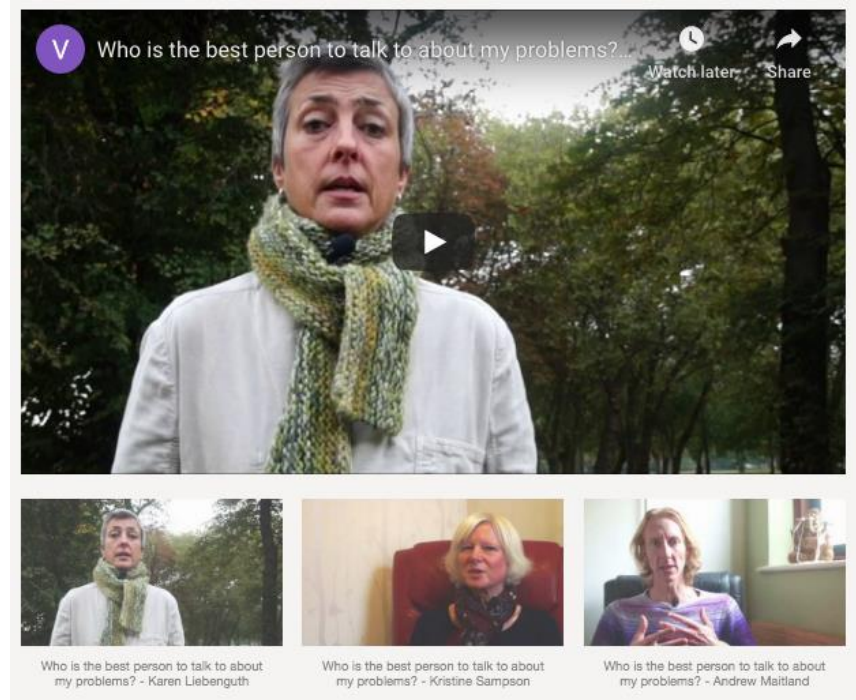 V
Who is the best person to talk to about my problems?...
Watch later
Share
Who is the best person to talk to about
my problems? - Karen Liebenguth
Who is the best person to talk to about
my problems? - Kristine Sampson
Who is the best person to talk to about
my problems? - Andrew Maitland